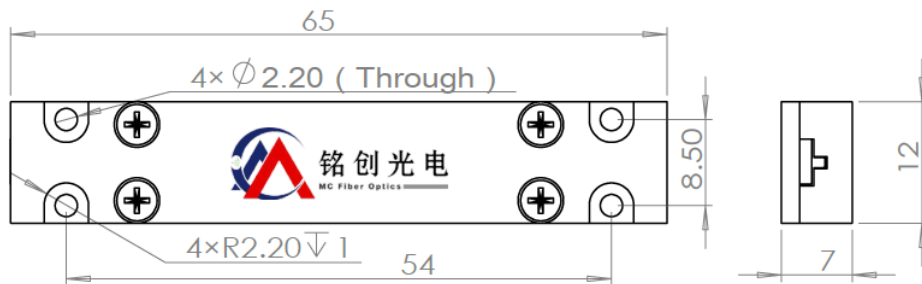 65
4×∅2.20 ( Through )
铭创光电
MC Fiber Optics
8.50
12
4×R2.20↧1
54
7